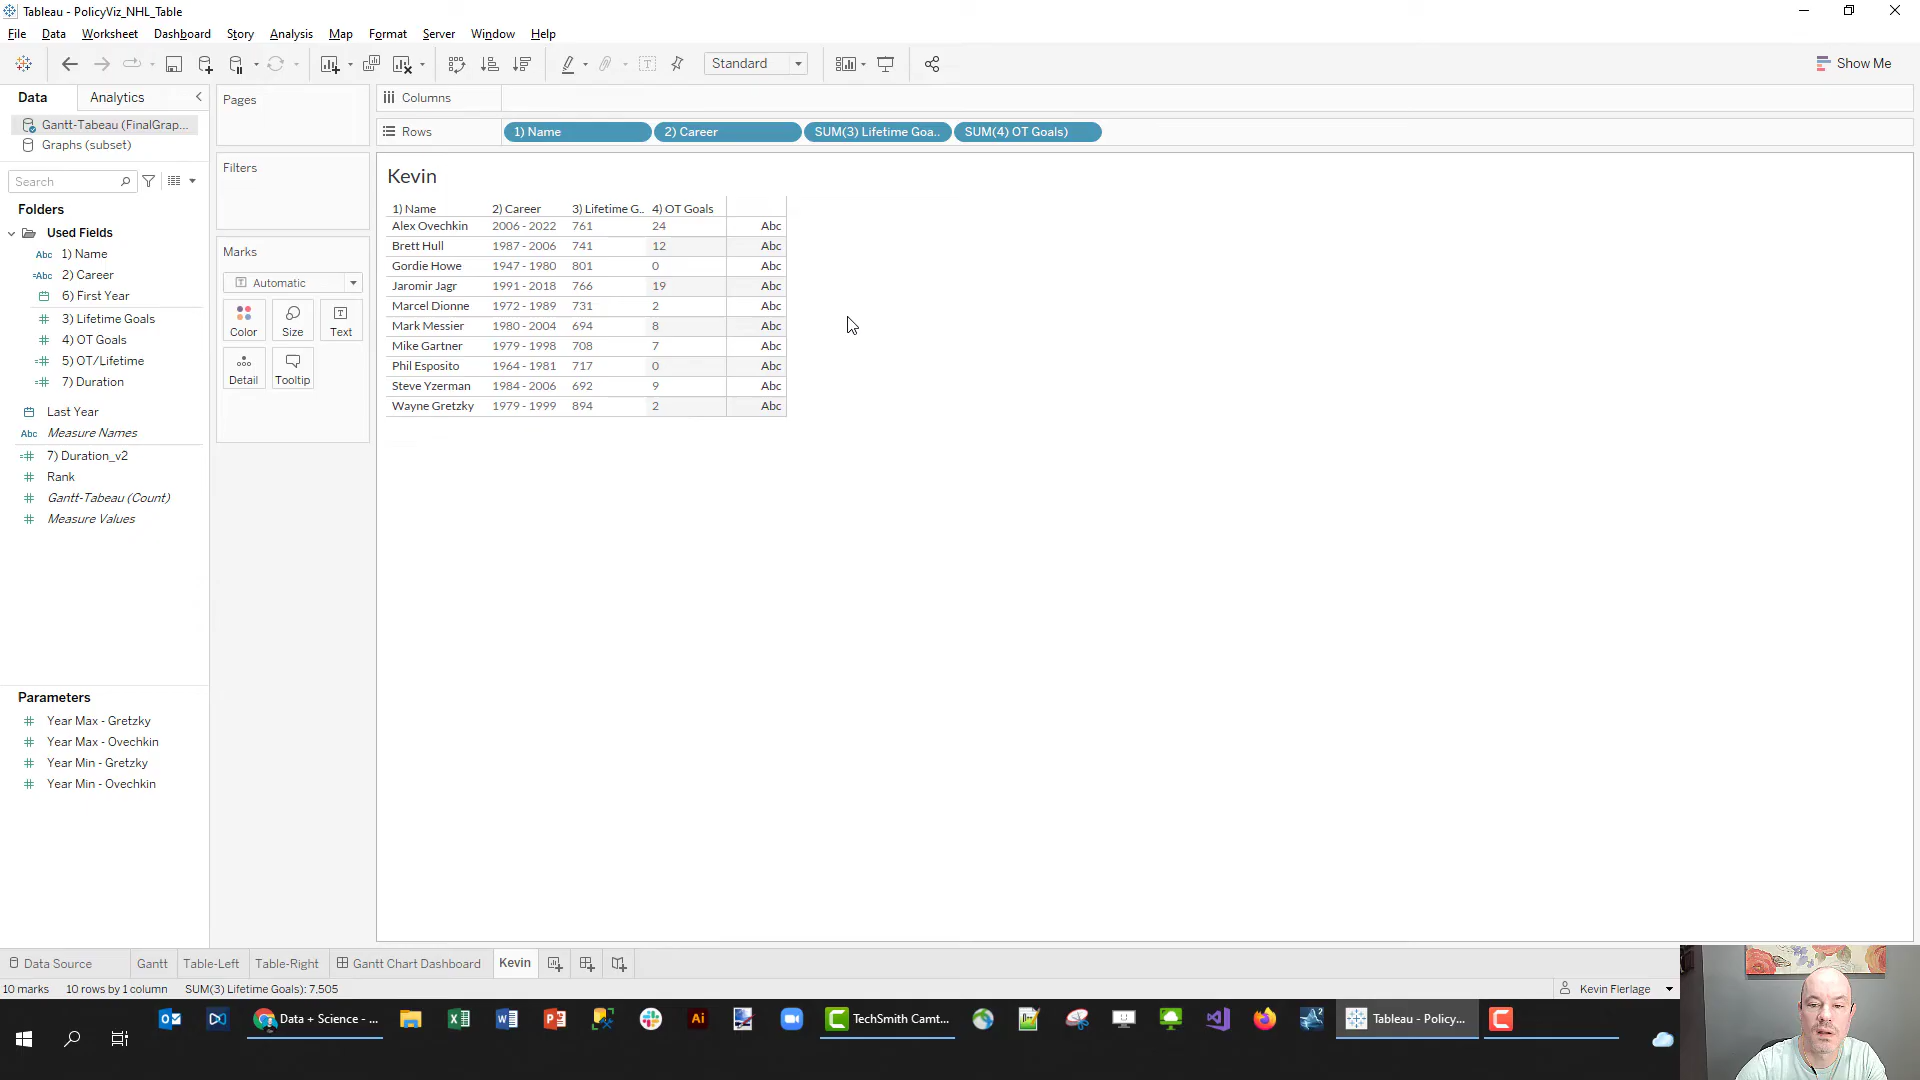 Tableau - PolicyViz_NHL_Table
File Data Worksheet Dashboard Story Analysis Map Format Server Window Help
Standard
Show Me
Data Analytics
Gantt-Tabeau (FinalGrap...
Graphs (subset)
Search
Folders
Used Fields
Abc 1) Name
=Abc 2) Career
6) First Year
3) Lifetime Goals
4) OT Goals
5) OT/Lifetime
7) Duration
Last Year
Abc Measure Names
7) Duration_v2
Rank
Gantt-Tabeau (Count)
Measure Values
Parameters
Year Max - Gretzky
Year Max - Ovechkin
Year Min - Gretzky
Year Min - Ovechkin
Pages
Filters
Marks
Automatic
Color Size Text
Detail Tooltip
Columns
Rows 1) Name 2) Career SUM(3) Lifetime Goa.. SUM(4) OT Goals)
Kevin
1) Name 2) Career 3) Lifetime G.. 4) OT Goals
Alex Ovechkin 2006 - 2022 761 24 Abc
Brett Hull 1987 - 2006 741 12 Abc
Gordie Howe 1947 - 1980 801 0 Abc
Jaromir Jagr 1991 - 2018 766 19 Abc
Marcel Dionne 1972 - 1989 731 2 Abc
Mark Messier 1980 - 2004 694 8 Abc
Mike Gartner 1979 - 1998 708 7 Abc
Phil Esposito 1964 - 1981 717 0 Abc
Steve Yzerman 1984 - 2006 692 9 Abc
Wayne Gretzky 1979 - 1999 894 2 Abc
Data Source Gantt Table-Left Table-Right Gantt Chart Dashboard Kevin
10 marks 10 rows by 1 column SUM(3) Lifetime Goals): 7,505
Kevin Flerlage
Data + Science - ...
TechSmith Camt...
Tableau - Policy...